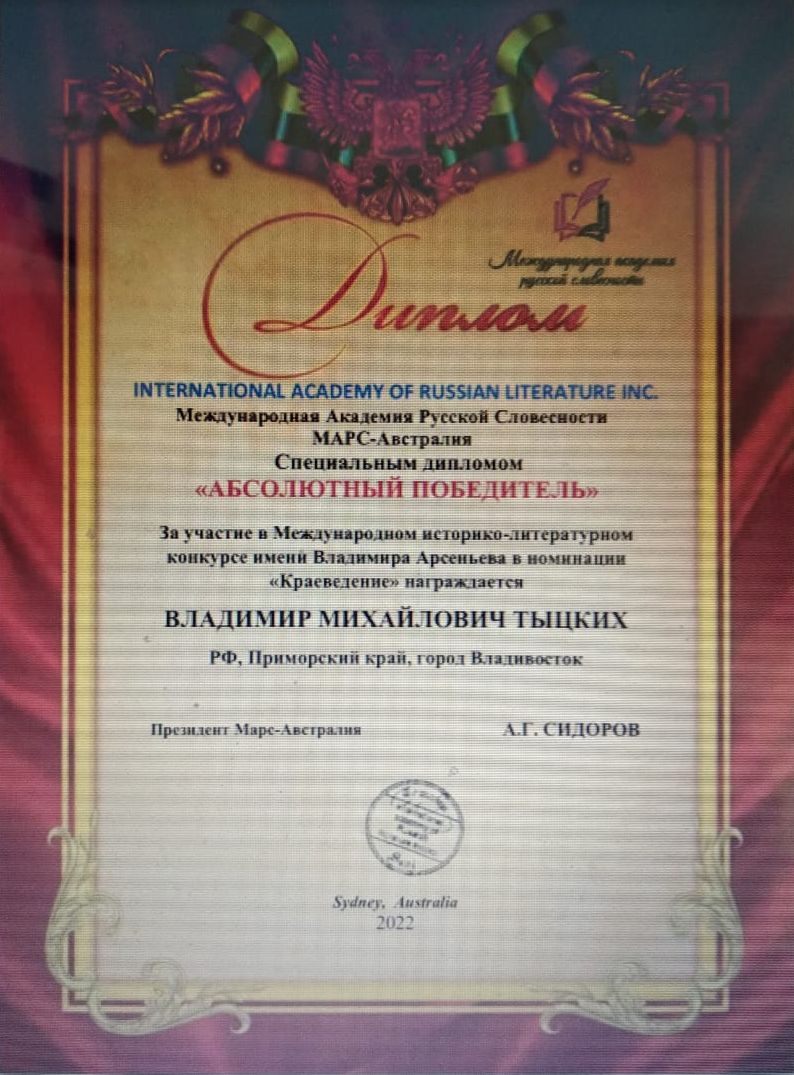 Международная академия
русской словесности
Диплом
INTERNATIONAL ACADEMY OF RUSSIAN LITERATURE INC.
Международная Академия Русской Словесности
МАРС-Австралия
Специальным дипломом
«АБСОЛЮТНЫЙ ПОБЕДИТЕЛЬ»
За участие в Международном историко-литературном
конкурсе имени Владимира Арсеньева в номинации
«Краеведение» награждается
ВЛАДИМИР МИХАЙЛОВИЧ ТЫЦКИХ
РФ, Приморский край, город Владивосток
Президент Марс-Австралия А.Г. СИДОРОВ
Sydney, Australia
2022